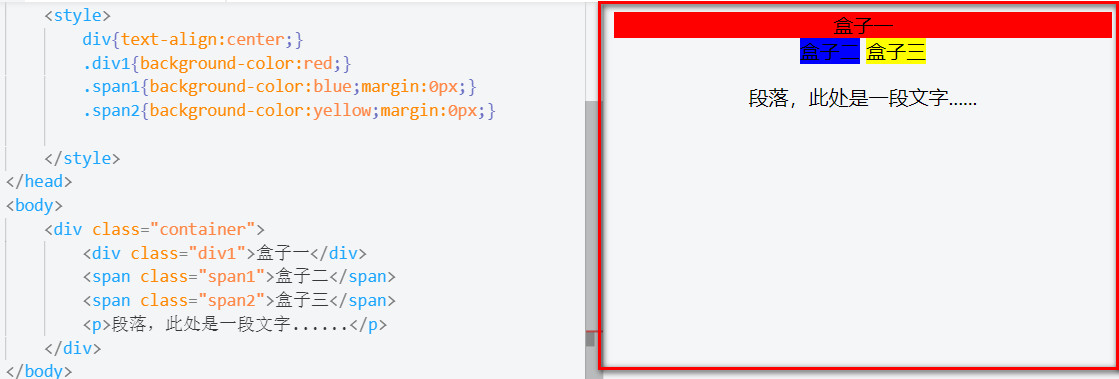 <style>
div{text-align:center;}
.div1{background-color:red;}
.span1{background-color:blue;margin:0px;}
.span2{background-color:yellow;margin:0px;}
</style>
</head>
<body>
<div class="container">
<div class="div1">盒子一</div>
<span class="span1">盒子二</span>
<span class="span2">盒子三</span>
<p>段落，此处是一段文字......</p>
</div>
</body>
盒子一
盒子二 盒子三
段落，此处是一段文字......